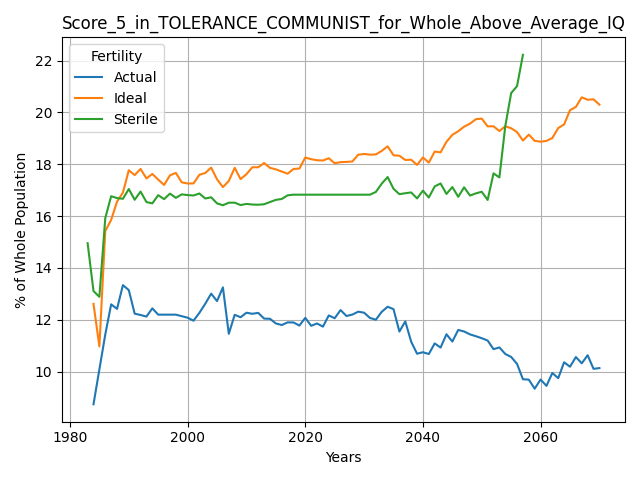 Score_5_in_TOLERANCE_COMMUNIST_for_Whole_Above_Average_IQ
Fertility
Actual
Ideal
Sterile
% of Whole Population
22
20
18
16
14
12
10
1980
2000
2020
2040
2060
Years